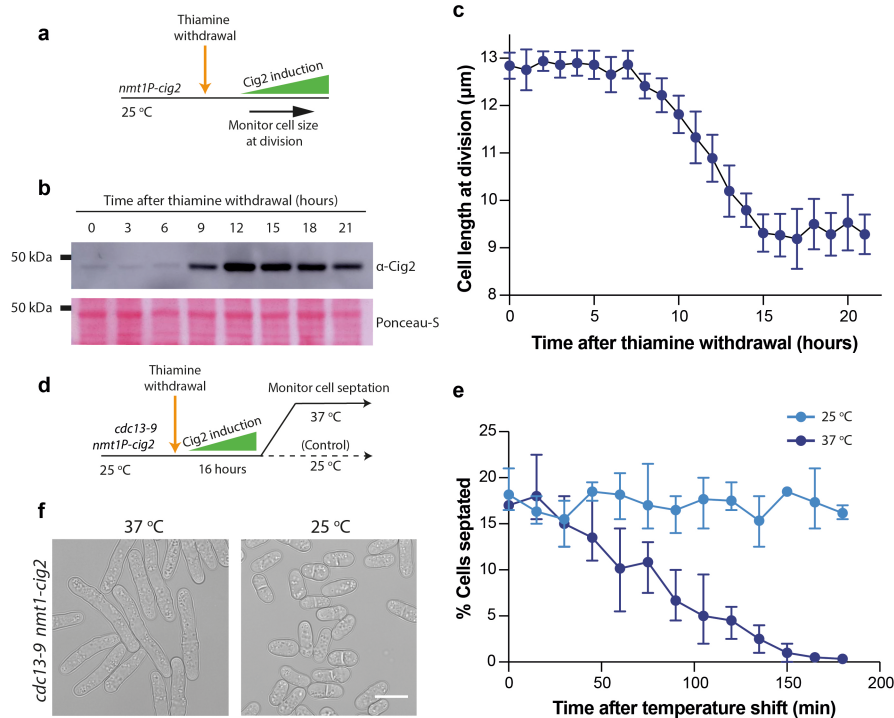 a
Thiamine
withdrawal
nmt1P-cig2
Cig2 induction
25 °C
Monitor cell size
at division
b
Time after thiamine withdrawal (hours)
0 3 6 9 12 15 18 21
50 kDa
α-Cig2
50 kDa
Ponceau-S
c
Cell length at division (µm)
13
12
11
10
9
8
0 5 10 15 20
Time after thiamine withdrawal (hours)
d
Thiamine
withdrawal
Monitor cell septation
37 °C
cdc13-9
nmt1P-cig2
Cig2 induction
(Control)
25 °C
16 hours
25 °C
e
25 °C
37 °C
% Cells septated
25
20
15
10
5
0
0 50 100 150 200
Time after temperature shift (min)
f
37 °C 25 °C
cdc13-9 nmt1-cig2